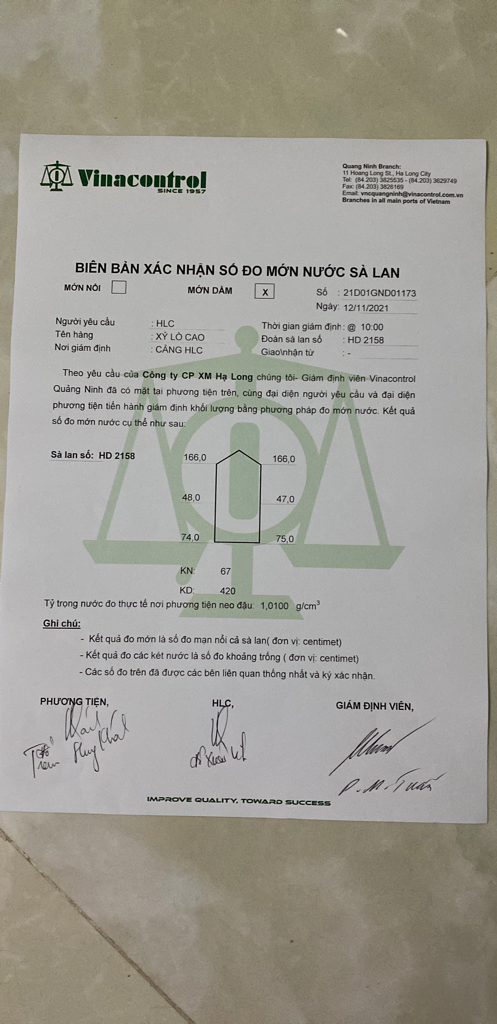 Vinacontrol
SINCE 1957
Quang Ninh Branch:
11 Hoang Long St., Ha Long City
Tel: (84.203) 3825535 - (84.203) 3629749
Fax: (84.203) 3826169
Email: vncquangninh@vinacontrol.com.vn
Branches in all main ports of Vietnam
BIÊN BẢN XÁC NHẬN SỐ ĐO MỚN NƯỚC SÀ LAN
MỚN NỔI MỚN DẰM X
Số : 21D01GND01173
Ngày: 12/11/2021
Người yêu cầu : HLC
Tên hàng : XỶ LÒ CAO
Nơi giám định : CẢNG HLC
Thời gian giám định : @ 10:00
Đoàn sà lan số : HD 2158
Giao\nhận từ : -
Theo yêu cầu của Công ty CP XM Hạ Long chúng tôi- Giám định viên Vinacontrol
Quảng Ninh đã có mặt tại phương tiện trên, cùng đại diện người yêu cầu và đại diện
phương tiện tiến hành giám định khối lượng bằng phương pháp đo mớn nước. Kết quả
số đo mớn nước cụ thể như sau:
Sà lan số: HD 2158
166,0 166,0
48,0 47,0
74,0 75,0
KN: 67
KD: 420
Tỷ trọng nước đo thực tế nơi phương tiện neo đậu: 1,0100 g/cm³
Ghi chú:
- Kết quả đo mớn là số đo mạn nổi cả sà lan( đơn vị: centimet)
- Kết quả đo các két nước là số đo khoảng trống ( đơn vị: centimet)
- Các số đo trên đã được các bên liên quan thống nhất và ký xác nhận.
PHƯƠNG TIỆN, HLC, GIÁM ĐỊNH VIÊN,
P.M.Tuấn
IMPROVE QUALITY, TOWARD SUCCESS